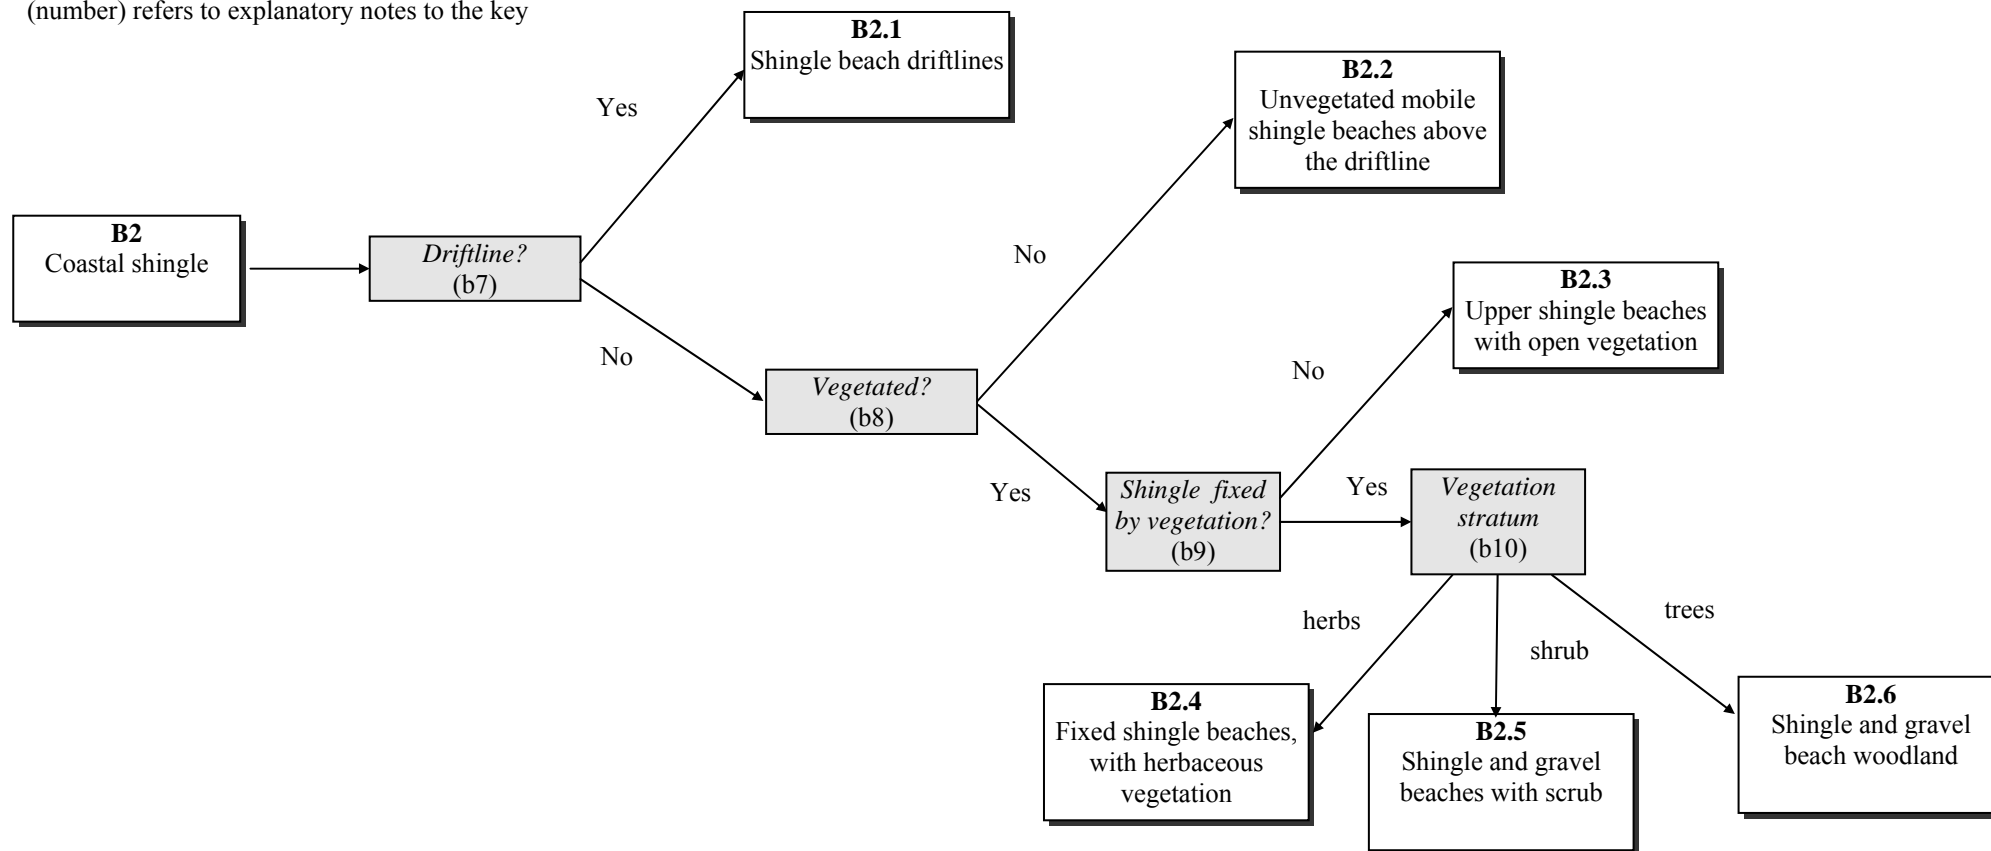 (number) refers to explanatory notes to the key
B2.1
Shingle beach driftlines
Yes
B2.2
Unvegetated mobile
shingle beaches above
the driftline
B2
Coastal shingle
Driftline?
(b7)
No
No
B2.3
Upper shingle beaches
with open vegetation
Vegetated?
(b8)
No
Yes
Shingle fixed
by vegetation?
(b9)
Yes
Vegetation
stratum
(b10)
herbs
shrub
trees
B2.4
Fixed shingle beaches,
with herbaceous
vegetation
B2.5
Shingle and gravel
beaches with scrub
B2.6
Shingle and gravel
beach woodland